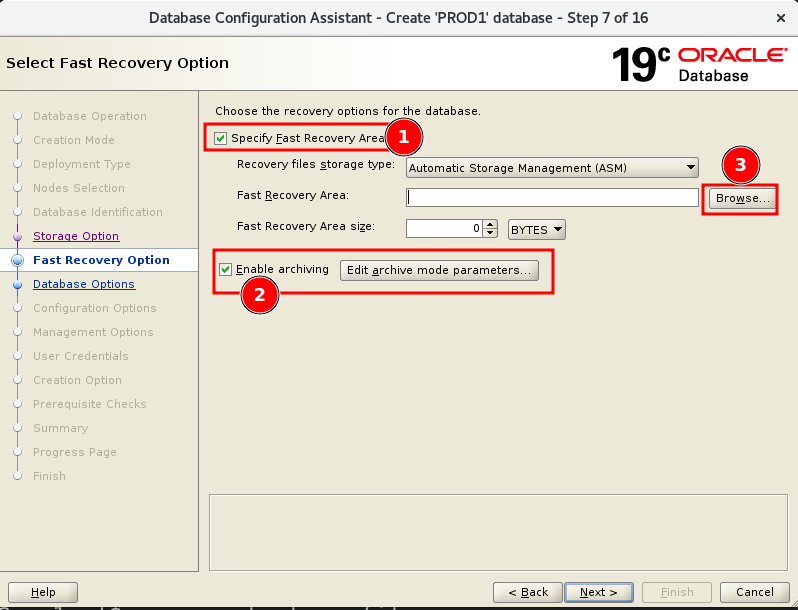 Database Configuration Assistant - Create 'PROD1' database - Step 7 of 16
×
Select Fast Recovery Option
19c ORACLE
Database
Database Operation
Creation Mode
Deployment Type
Nodes Selection
Database Identification
Storage Option
Fast Recovery Option
Database Options
Configuration Options
Management Options
User Credentials
Creation Option
Prerequisite Checks
Summary
Progress Page
Finish
Choose the recovery options for the database.
Specify Fast Recovery Area
1
Recovery files storage type: Automatic Storage Management (ASM)
3
Fast Recovery Area: Browse...
Fast Recovery Area size: 0 BYTES
Enable archiving Edit archive mode parameters...
2
Help < Back Next > Finish Cancel